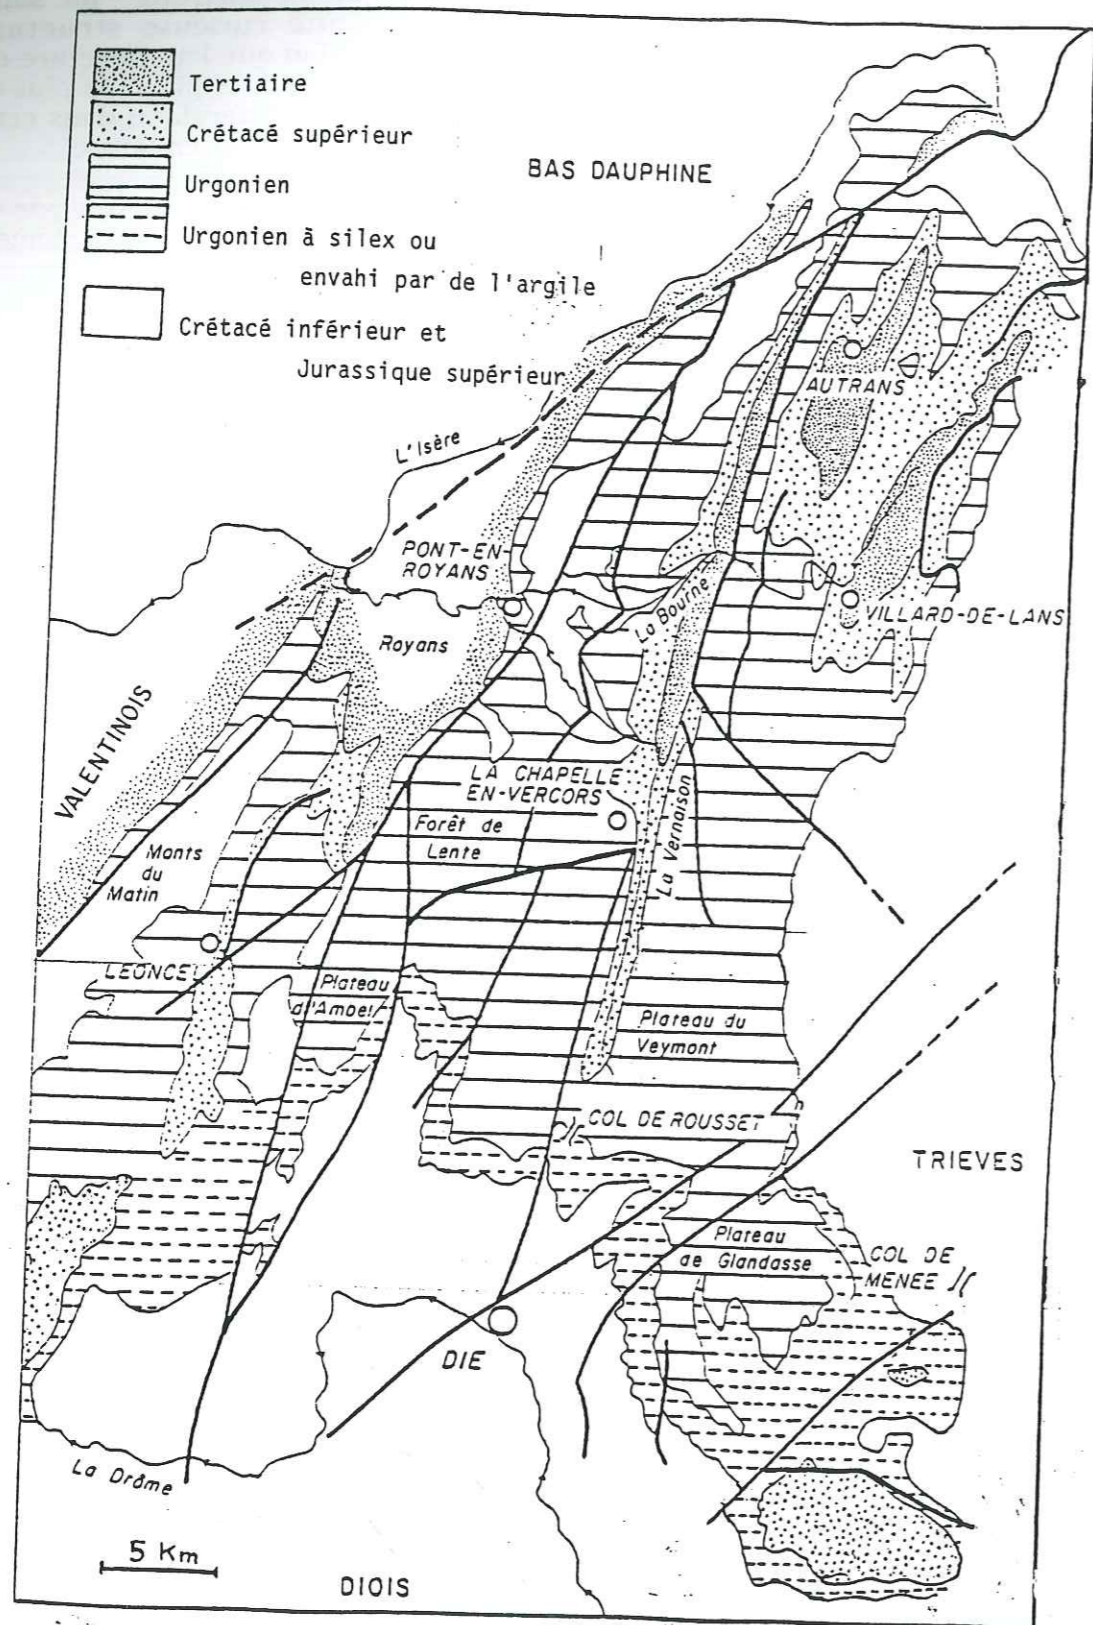 Tertiaire
Crétacé supérieur
BAS DAUPHINE
Urgonien
Urgonien à silex ou
envahi par de l'argile
Crétacé inférieur et
Jurassique supérieur
AUTRANS
L'Isère
PONT-EN-
ROYANS
VILLARD-DE-LANS
La Bourne
Royans
VALENTINOIS
LA CHAPELLE
EN-VERCORS
La Vernaison
Forêt de
Lente
Monts
du
Matin
LEONCEL
Plateau
d'Ambel
Plateau du
Veymont
COL DE ROUSSET
TRIEVES
Plateau
de Glandasse
COL DE
MENEE
DIE
La Drôme
5 Km
DIOIS